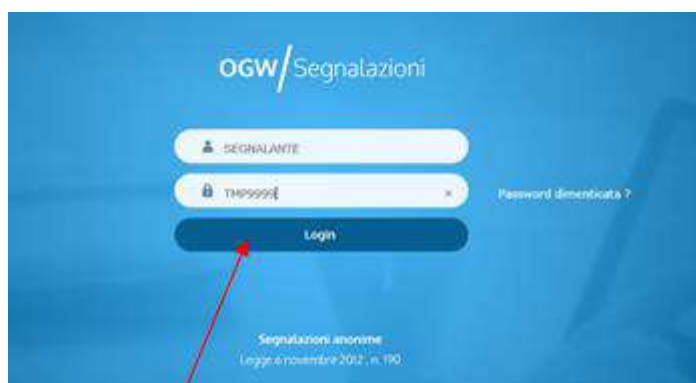 OGW/Segnalazioni
SEGNALANTE
TMP9999
Password dimenticata ?
Login
Segnalazioni anonime
Legge 6 novembre 2012 , n. 190